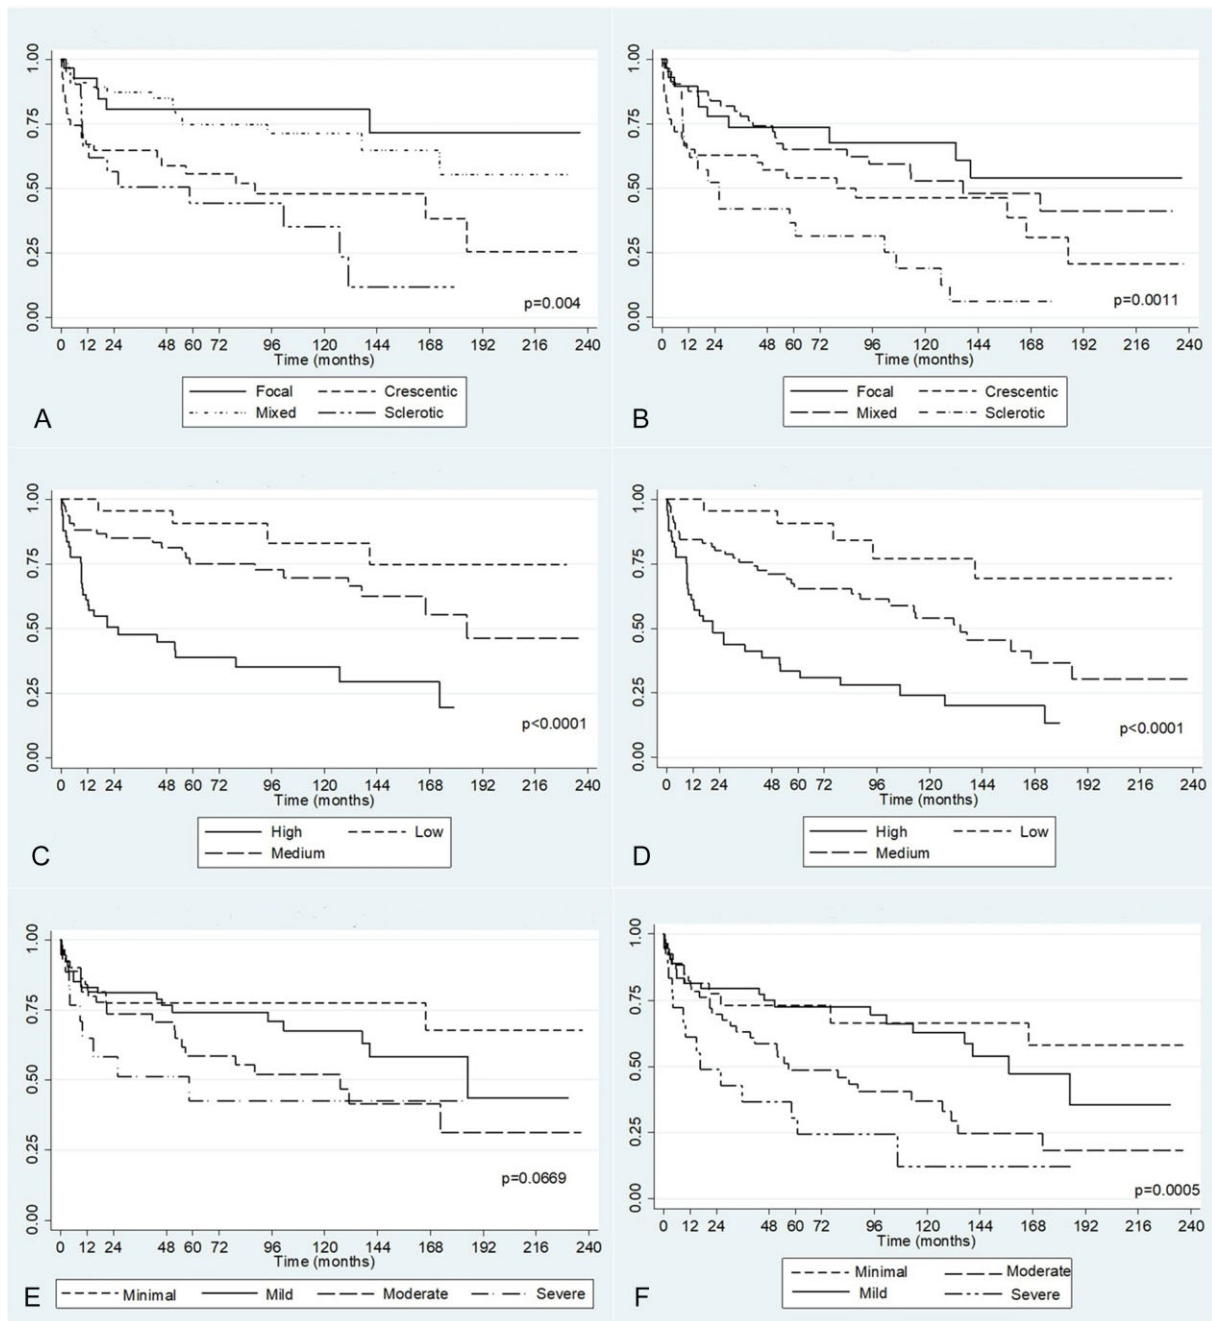 1.00
0.75
0.50
0.25
0.00
p=0.004
0 12 24 48 60 72 96 120 144 168 192 216 240
Time (months)
Focal Crescentic
Mixed Sclerotic
A
1.00
0.75
0.50
0.25
0.00
p=0.0011
0 12 24 48 60 72 96 120 144 168 192 216 240
Time (months)
Focal Crescentic
Mixed Sclerotic
B
1.00
0.75
0.50
0.25
0.00
p<0.0001
0 12 24 48 60 72 96 120 144 168 192 216 240
Time (months)
High Low
Medium
C
1.00
0.75
0.50
0.25
0.00
p<0.0001
0 12 24 48 60 72 96 120 144 168 192 216 240
Time (months)
High Low
Medium
D
1.00
0.75
0.50
0.25
0.00
p=0.0669
0 12 24 48 60 72 96 120 144 168 192 216 240
Time (months)
Minimal Mild Moderate Severe
E
1.00
0.75
0.50
0.25
0.00
p=0.0005
0 12 24 48 60 72 96 120 144 168 192 216 240
Time (months)
Minimal Moderate
Mild Severe
F